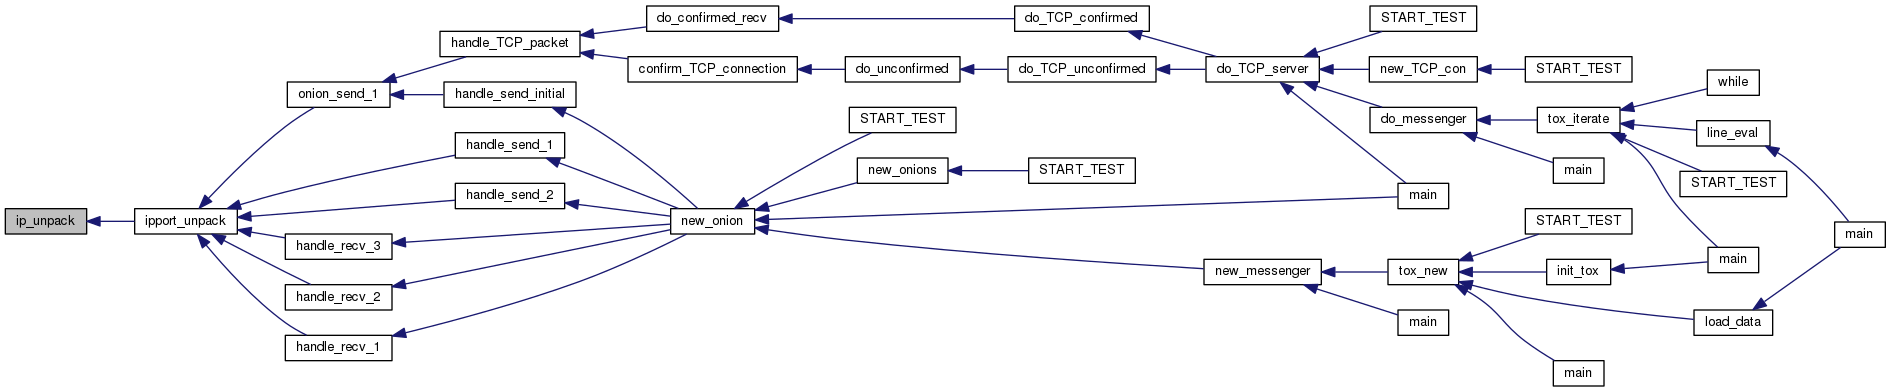 ip_unpack
ipport_unpack
onion_send_1
handle_send_1
handle_send_2
handle_recv_3
handle_recv_2
handle_recv_1
handle_TCP_packet
handle_send_initial
do_confirmed_recv
confirm_TCP_connection
new_onion
do_unconfirmed
START_TEST
new_onions
do_TCP_confirmed
do_TCP_unconfirmed
START_TEST
do_TCP_server
new_messenger
START_TEST
new_TCP_con
do_messenger
main
tox_new
main
START_TEST
tox_iterate
main
START_TEST
init_tox
main
while
line_eval
START_TEST
main
load_data
main